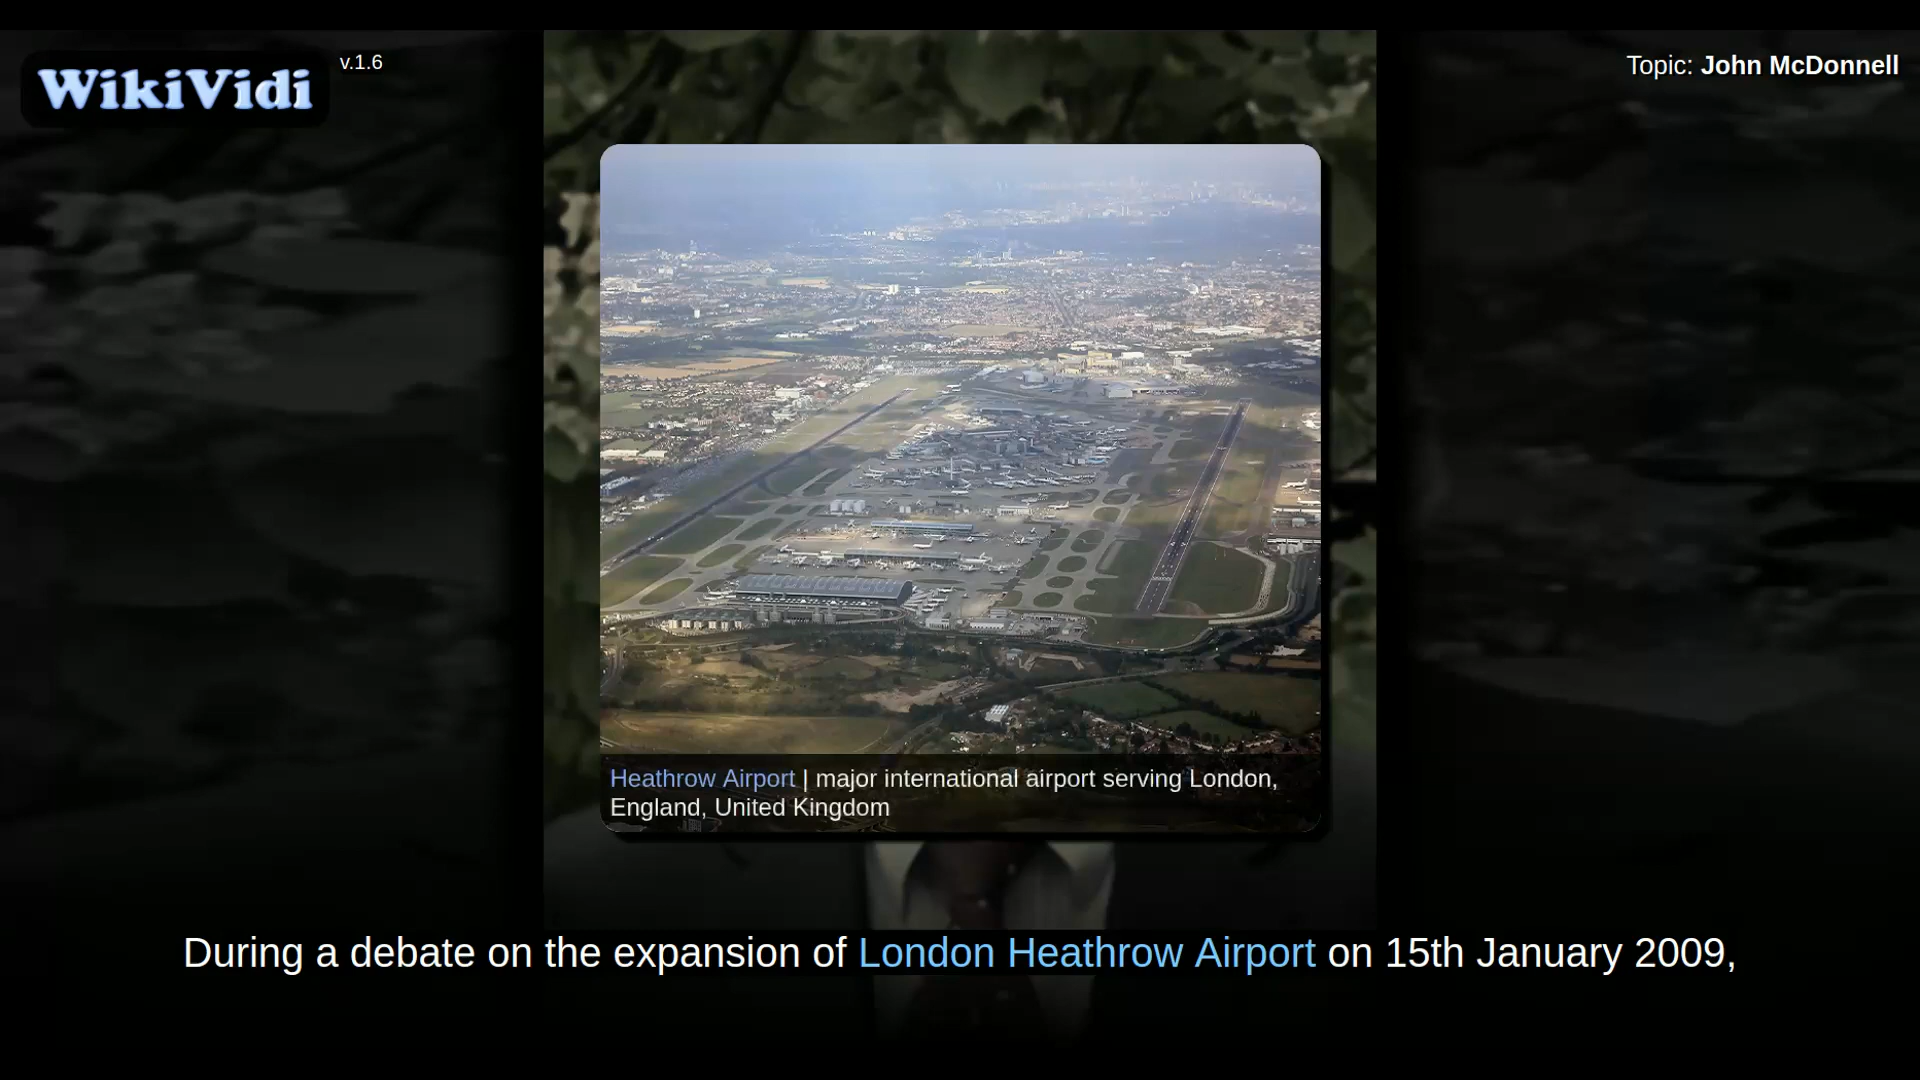 WikiVidi
v.1.6
Topic: John McDonnell
Heathrow Airport | major international airport serving London,
England, United Kingdom
During a debate on the expansion of London Heathrow Airport on 15th January 2009,